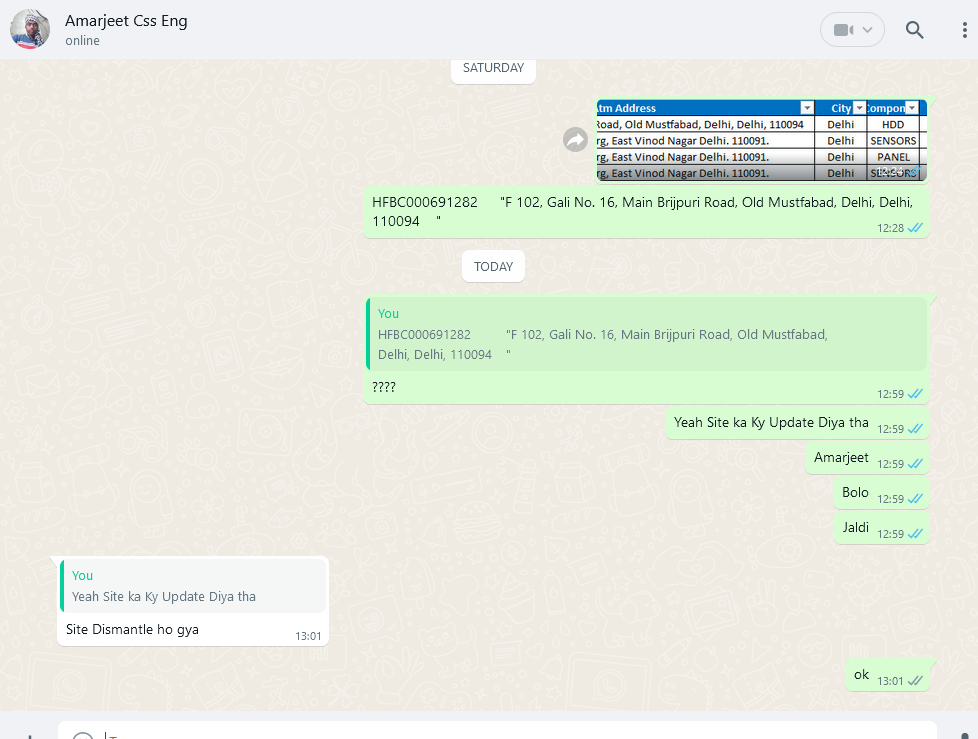 Amarjeet Css Eng
online
SATURDAY
Atm Address City Compon
Road, Old Mustfabad, Delhi, Delhi, 110094 Delhi HDD
rg, East Vinod Nagar Delhi. 110091. Delhi SENSORS
rg, East Vinod Nagar Delhi. 110091. Delhi PANEL
rg, East Vinod Nagar Delhi. 110091. Delhi SENSORS
12:24
HFBC000691282 "F 102, Gali No. 16, Main Brijpuri Road, Old Mustfabad, Delhi, Delhi,
110094 "
12:28
TODAY
You
HFBC000691282 "F 102, Gali No. 16, Main Brijpuri Road, Old Mustfabad,
Delhi, Delhi, 110094 "
????
12:59
Yeah Site ka Ky Update Diya tha 12:59
Amarjeet 12:59
Bolo 12:59
Jaldi 12:59
You
Yeah Site ka Ky Update Diya tha
Site Dismantle ho gya
13:01
ok 13:01